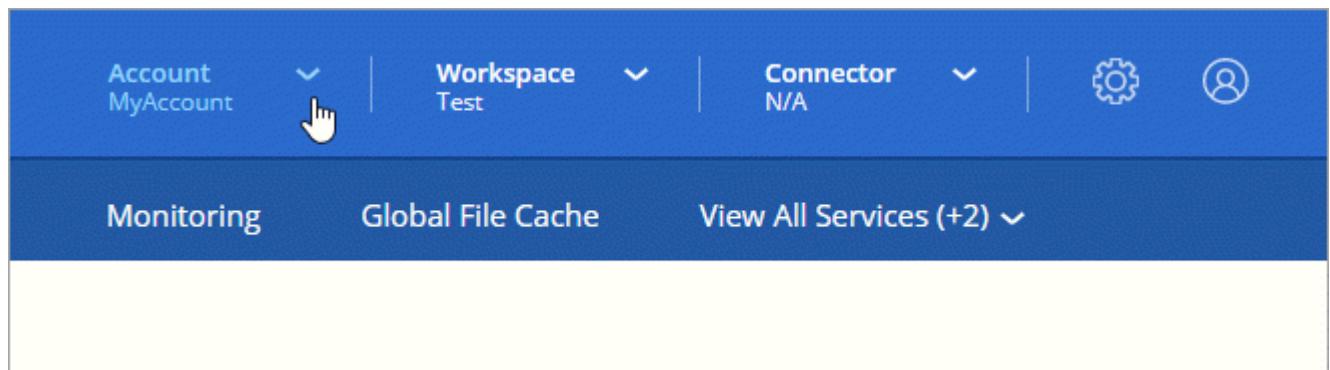 Account Workspace Connector
MyAccount Test N/A
Monitoring Global File Cache View All Services (+2)